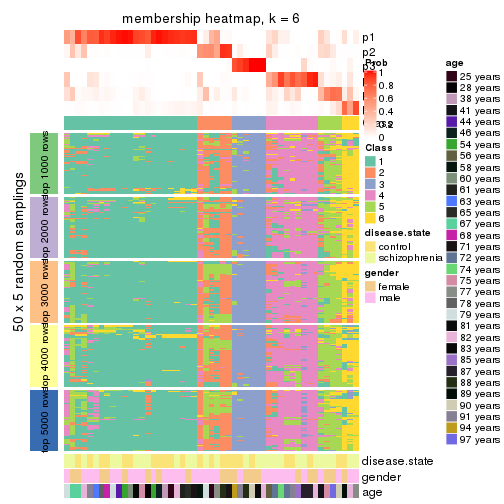 membership heatmap, k = 6
p1
p2
p3
Prob
1
0.8
0.6
0.4
0.2
0
Class
1
2
3
4
5
6
disease.state
control
schizophrenia
gender
female
male
age
25 years
28 years
38 years
41 years
44 years
46 years
54 years
56 years
58 years
60 years
61 years
63 years
65 years
67 years
68 years
71 years
72 years
74 years
75 years
77 years
78 years
79 years
81 years
82 years
83 years
85 years
87 years
88 years
89 years
90 years
91 years
94 years
97 years
50 x 5 random samplings
top 1000 rows
top 2000 rows
top 3000 rows
top 4000 rows
top 5000 rows
disease.state
gender
age